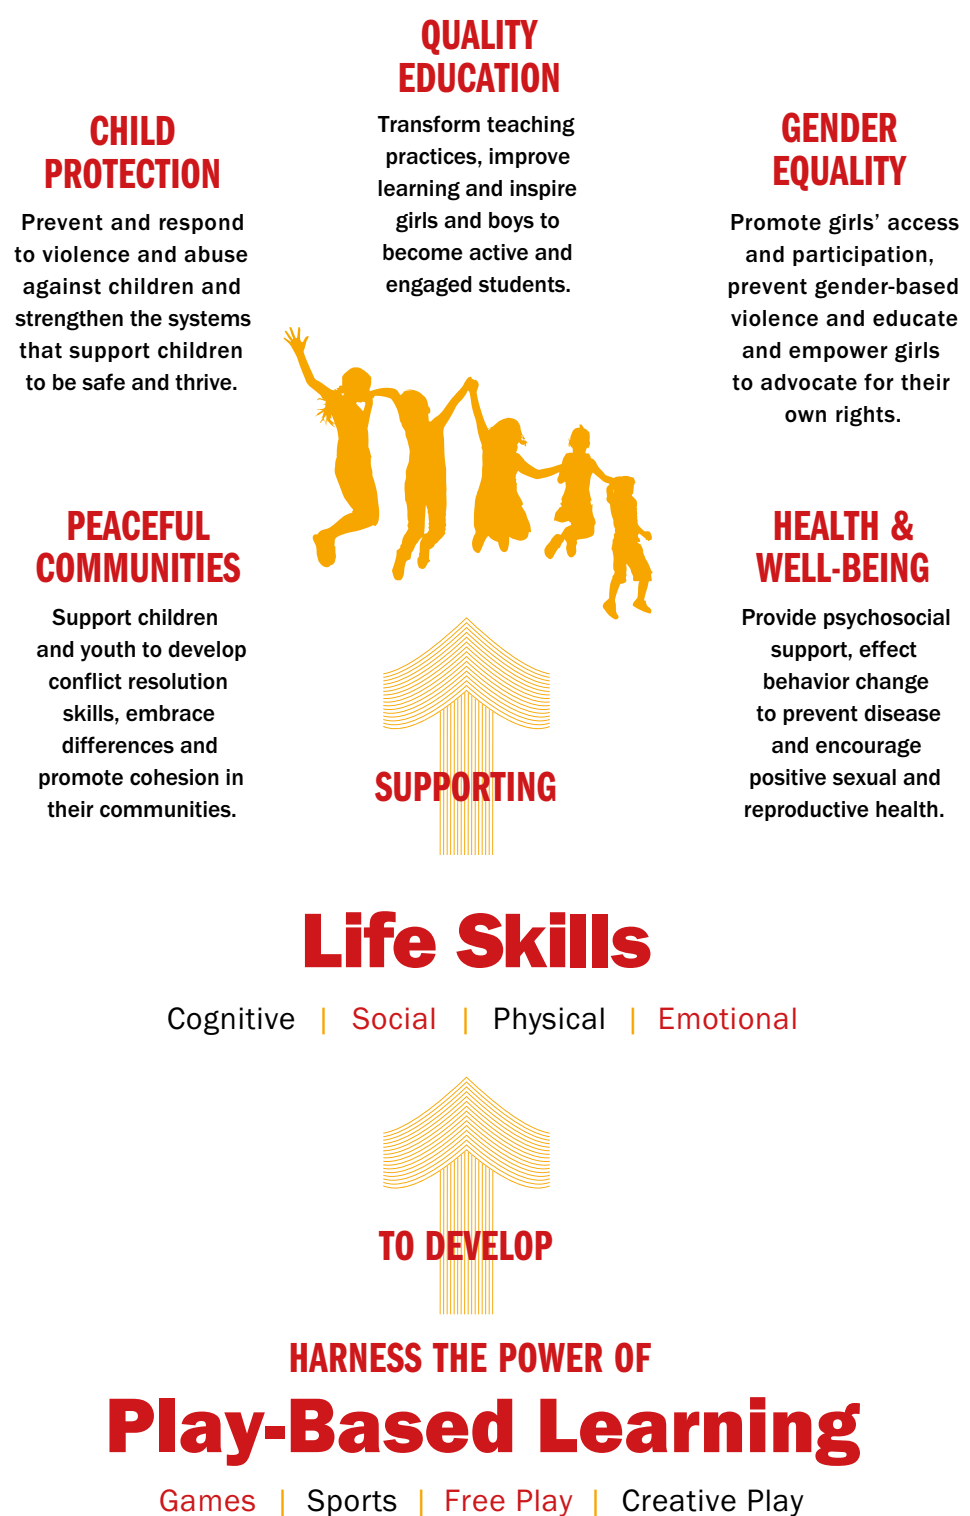 QUALITY
EDUCATION
Transform teaching
practices, improve
learning and inspire
girls and boys to
become active and
engaged students.
CHILD
PROTECTION
Prevent and respond
to violence and abuse
against children and
strengthen the systems
that support children
to be safe and thrive.
GENDER
EQUALITY
Promote girls’ access
and participation,
prevent gender-based
violence and educate
and empower girls
to advocate for their
own rights.
PEACEFUL
COMMUNITIES
Support children
and youth to develop
conflict resolution
skills, embrace
differences and
promote cohesion in
their communities.
HEALTH &
WELL-BEING
Provide psychosocial
support, effect
behavior change
to prevent disease
and encourage
positive sexual and
reproductive health.
SUPPORTING
Life Skills
Cognitive | Social | Physical | Emotional
TO DEVELOP
HARNESS THE POWER OF
Play-Based Learning
Games | Sports | Free Play | Creative Play